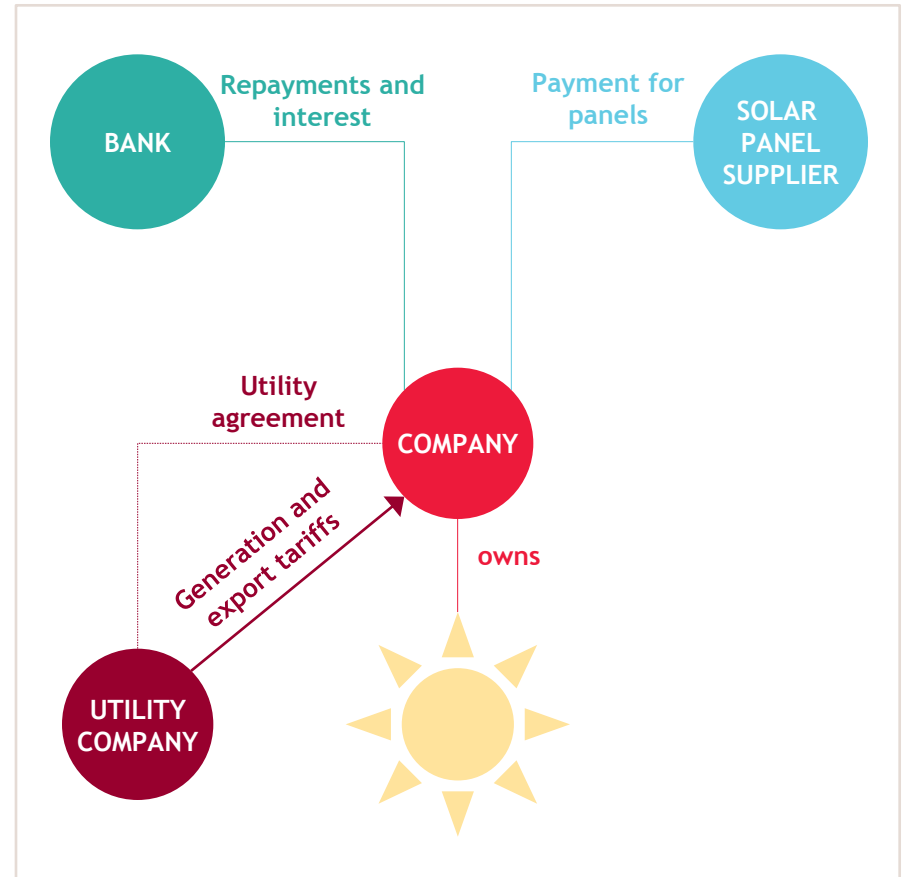 Repayments and
interest
BANK
Payment for
panels
SOLAR
PANEL
SUPPLIER
Utility
agreement
COMPANY
Generation and
export tariffs
owns
UTILITY
COMPANY